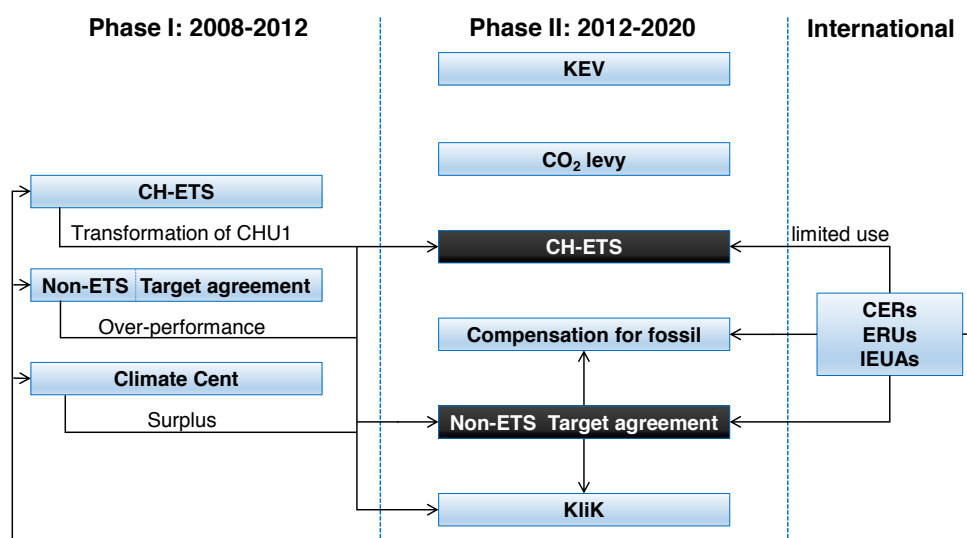 Phase I: 2008-2012
Phase II: 2012-2020
International
KEV
CO₂ levy
CH-ETS
Transformation of CHU1
CH-ETS
limited use
Non-ETS Target agreement
Over-performance
Compensation for fossil
CERs
ERUs
IEUAs
Climate Cent
Surplus
Non-ETS Target agreement
KliK